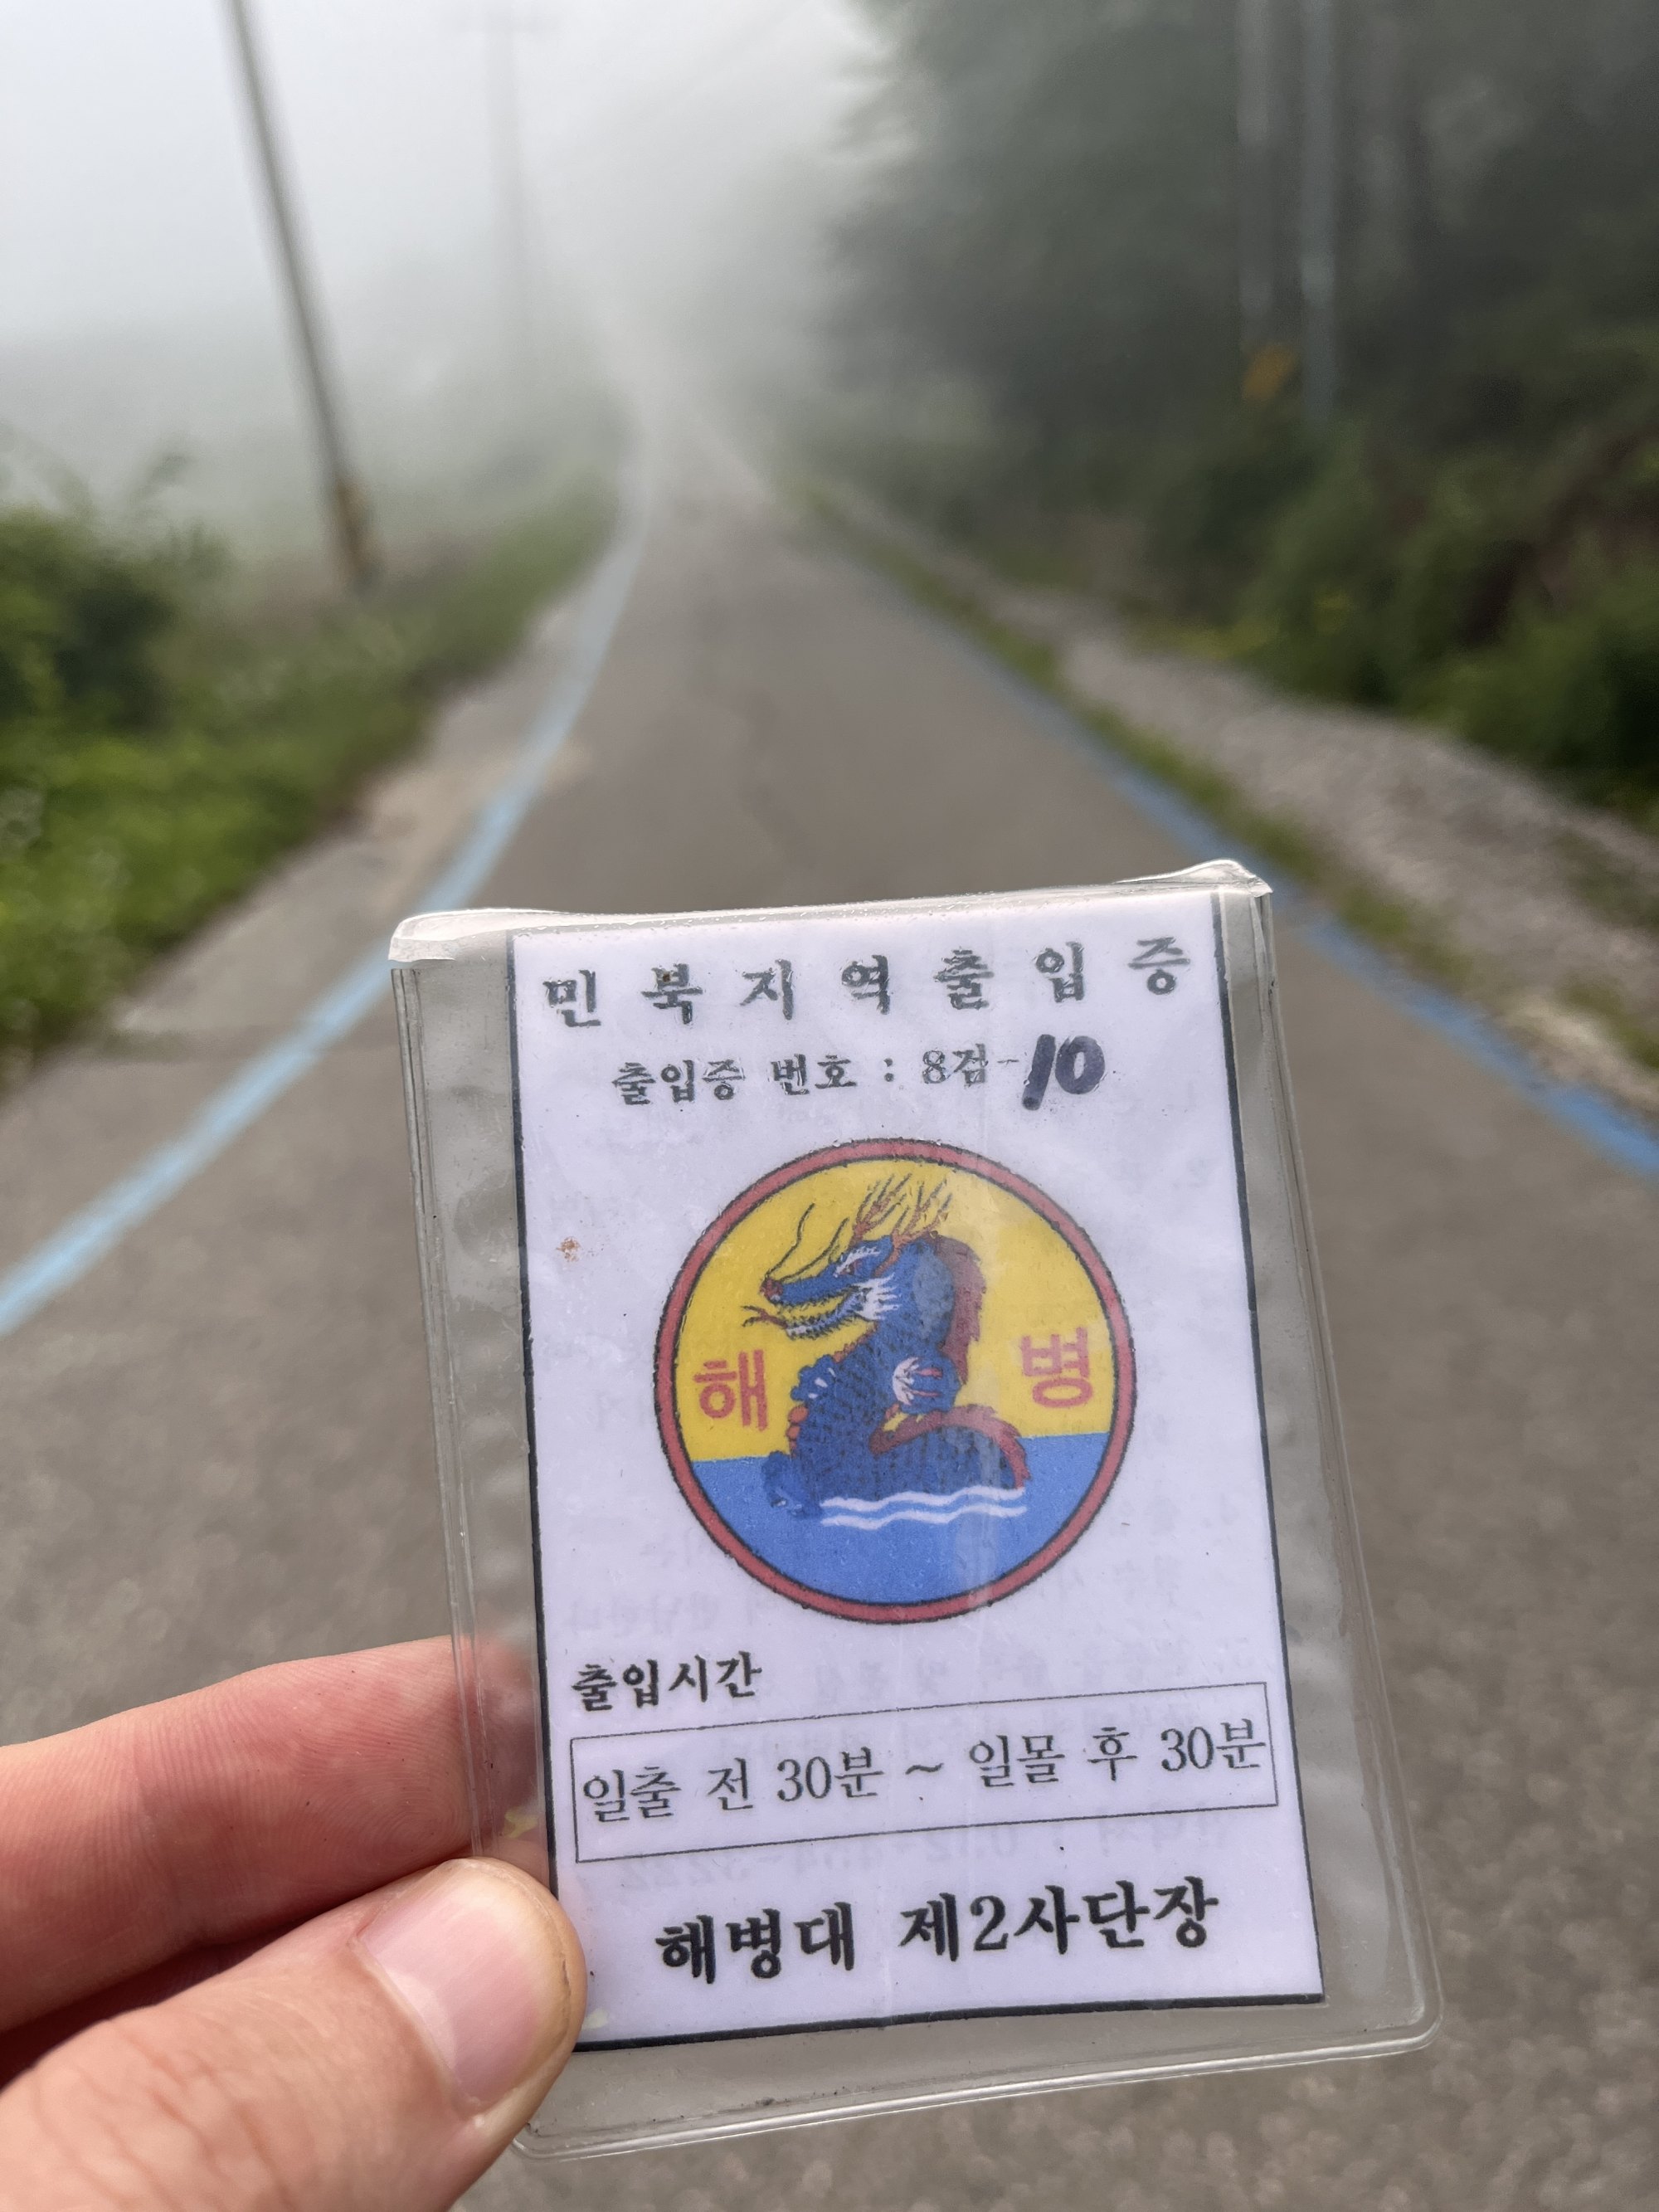 민북지역출입증
출입증 번호 : 8검-10
해 병
출입시간
일출 전 30분 ~ 일몰 후 30분
해병대 제2사단장